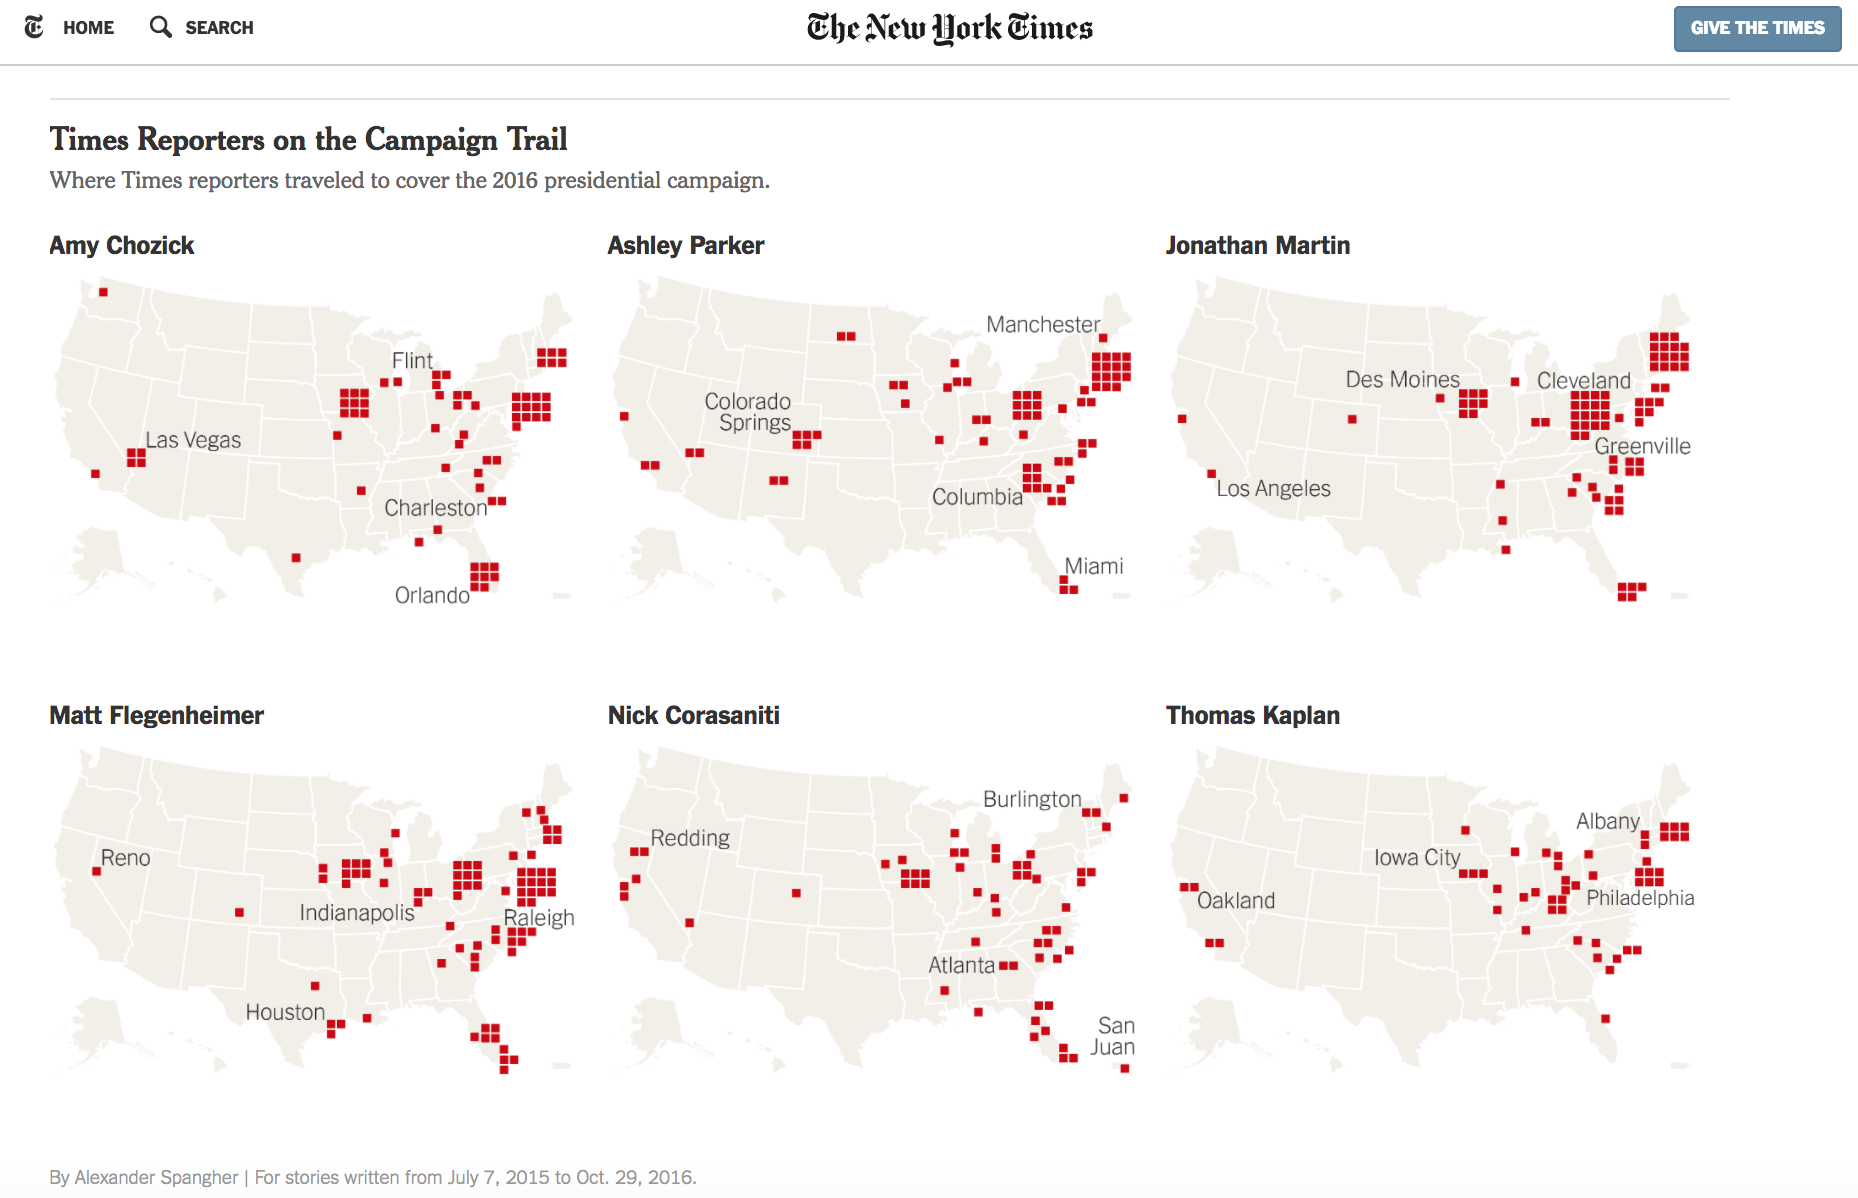 HOME
SEARCH
The New York Times
GIVE THE TIMES
Times Reporters on the Campaign Trail
Where Times reporters traveled to cover the 2016 presidential campaign.
Amy Chozick
Flint
Las Vegas
Charleston
Orlando
Ashley Parker
Manchester
Colorado
Springs
Columbia
Miami
Jonathan Martin
Des Moines
Cleveland
Greenville
Los Angeles
Matt Flegenheimer
Reno
Indianapolis
Raleigh
Houston
Nick Corasaniti
Burlington
Redding
Atlanta
San
Juan
Thomas Kaplan
Albany
Iowa City
Oakland
Philadelphia
By Alexander Spangher | For stories written from July 7, 2015 to Oct. 29, 2016.